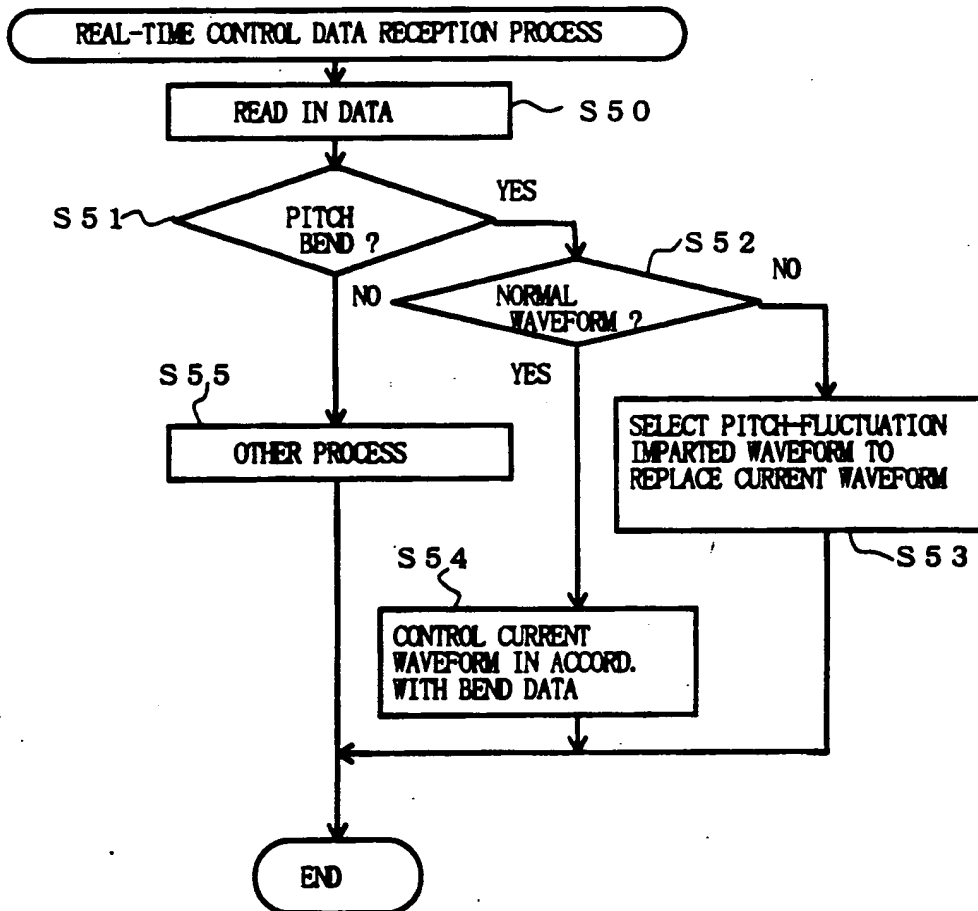 REAL-TIME CONTROL DATA RECEPTION PROCESS
READ IN DATA
S50
S51
PITCH
BEND ?
YES
NO
S52
NORMAL
WAVEFORM ?
NO
YES
S55
OTHER PROCESS
SELECT PITCH-FLUCTUATION
IMPARTED WAVEFORM TO
REPLACE CURRENT WAVEFORM
S53
S54
CONTROL CURRENT
WAVEFORM IN ACCORD.
WITH BEND DATA
END